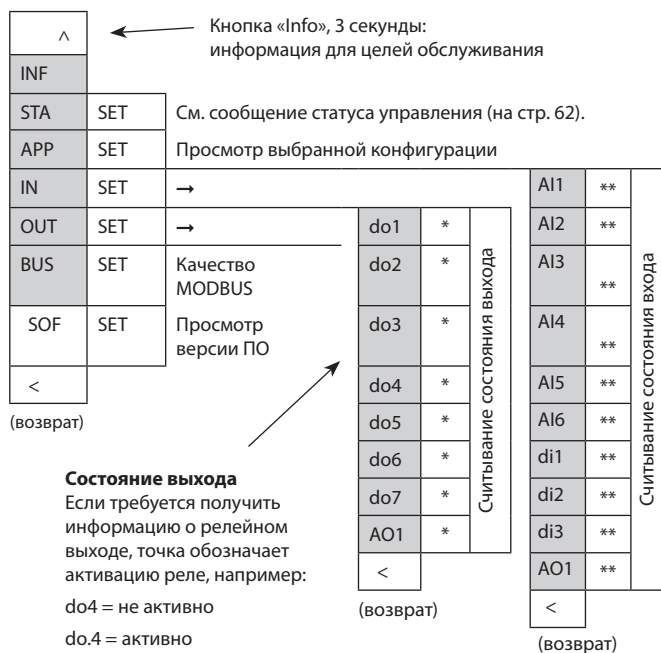 ^
Кнопка «Info», 3 секунды:
информация для целей обслуживания
INF
STA SET См. сообщение статуса управления (на стр. 62).
APP SET Просмотр выбранной конфигурации
IN SET →
OUT SET →
BUS SET Качество
MODBUS
SOF SET Просмотр
версии ПО
<
(возврат)
do1 *
do2 *
do3 *
do4 *
do5 *
do6 *
do7 *
AO1 *
<
(возврат)
Считывание состояния выхода
AI1 **
AI2 **
AI3 **
AI4 **
AI5 **
AI6 **
di1 **
di2 **
di3 **
AO1 **
<
(возврат)
Считывание состояния входа
Состояние выхода
Если требуется получить
информацию о релейном
выходе, точка обозначает
активацию реле, например:
do4 = не активно
do.4 = активно